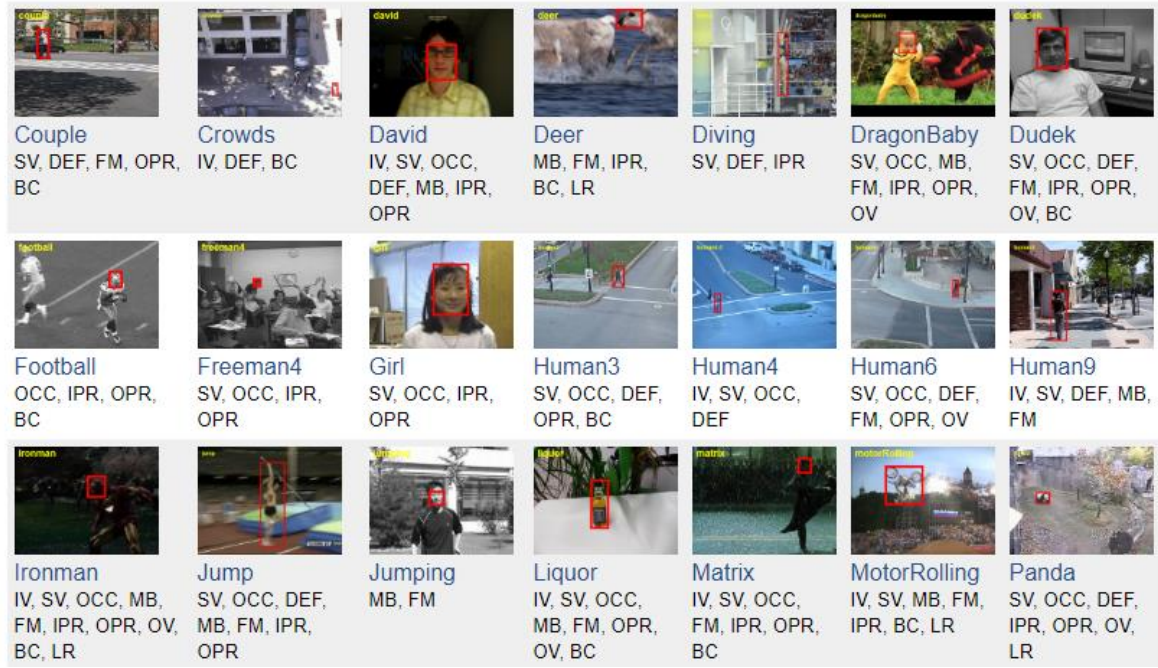 couple
david
deer
dudek
Couple
Crowds
David
Deer
Diving
DragonBaby
Dudek
SV, DEF, FM, OPR,
BC
IV, DEF, BC
IV, SV, OCC,
DEF, MB, IPR,
OPR
MB, FM, IPR,
BC, LR
SV, DEF, IPR
SV, OCC, MB,
FM, IPR, OPR,
OV
SV, OCC, DEF,
FM, IPR, OPR,
OV, BC
football
freeman4
girl
Football
Freeman4
Girl
Human3
Human4
Human6
Human9
OCC, IPR, OPR,
BC
SV, OCC, IPR,
OPR
SV, OCC, IPR,
OPR
SV, OCC, DEF,
OPR, BC
IV, SV, OCC,
DEF
SV, OCC, DEF,
FM, OPR, OV
IV, SV, DEF, MB,
FM
ironman
jumping
liquor
matrix
motorRolling
Ironman
Jump
Jumping
Liquor
Matrix
MotorRolling
Panda
IV, SV, OCC, MB,
FM, IPR, OPR, OV,
BC, LR
SV, OCC, DEF,
MB, FM, IPR,
OPR
MB, FM
IV, SV, OCC,
MB, FM, OPR,
OV, BC
IV, SV, OCC,
FM, IPR, OPR,
BC
IV, SV, MB, FM,
IPR, BC, LR
SV, OCC, DEF,
IPR, OPR, OV,
LR